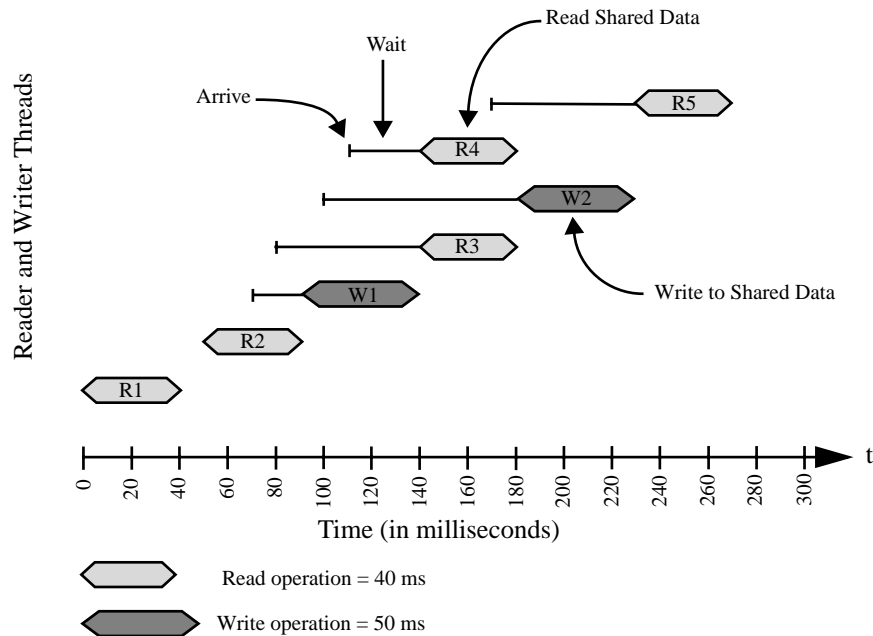 Read Shared Data
Wait
Arrive
R5
R4
W2
R3
W1
Write to Shared Data
R2
R1
Reader and Writer Threads
t
0 20 40 60 80 100 120 140 160 180 200 220 240 260 280 300
Time (in milliseconds)
Read operation = 40 ms
Write operation = 50 ms